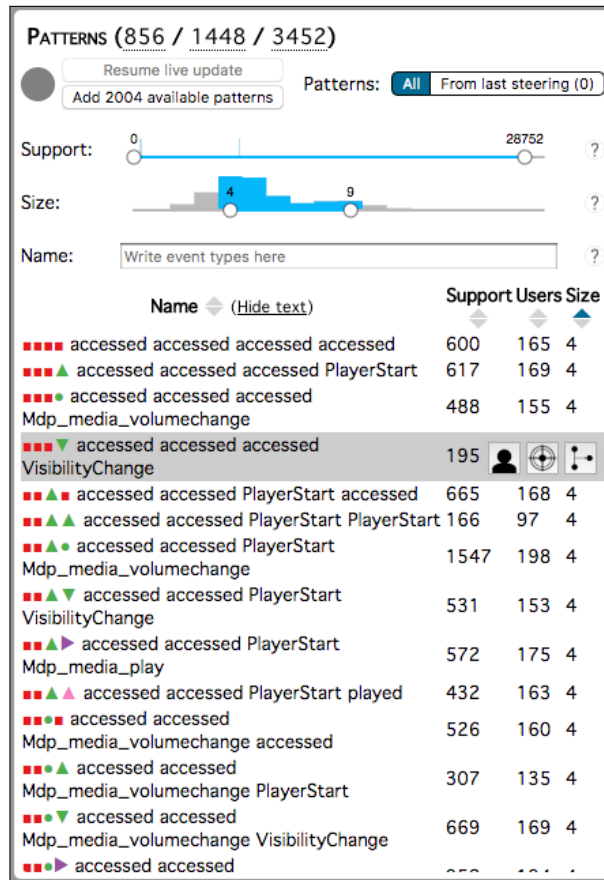 PATTERNS (856 / 1448 / 3452)
Resume live update
Add 2004 available patterns
Patterns: All From last steering (0)
Support: 0 28752 ?
Size: 4 9 ?
Name: Write event types here ?
Name (Hide text) Support Users Size
accessed accessed accessed accessed 600 165 4
accessed accessed accessed PlayerStart 617 169 4
accessed accessed accessed
Mdp_media_volumechange 488 155 4
accessed accessed accessed
VisibilityChange 195
accessed accessed PlayerStart accessed 665 168 4
accessed accessed PlayerStart PlayerStart 166 97 4
accessed accessed PlayerStart
Mdp_media_volumechange 1547 198 4
accessed accessed PlayerStart
VisibilityChange 531 153 4
accessed accessed PlayerStart
Mdp_media_play 572 175 4
accessed accessed PlayerStart played 432 163 4
accessed accessed
Mdp_media_volumechange accessed 526 160 4
accessed accessed
Mdp_media_volumechange PlayerStart 307 135 4
accessed accessed
Mdp_media_volumechange VisibilityChange 669 169 4
accessed accessed